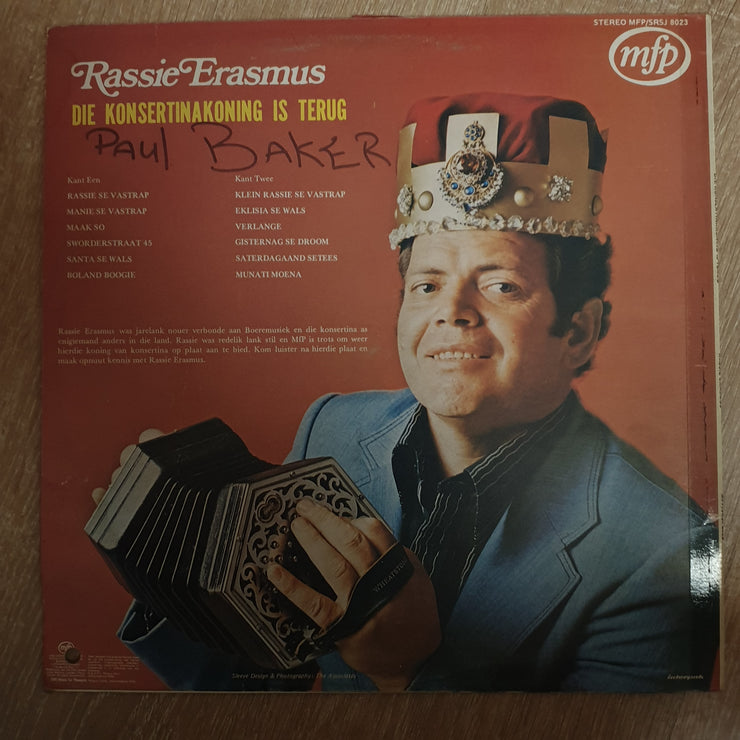 STEREO MFP/SRSJ 8023
mfp
Rassie Erasmus
DIE KONSERTINAKONING IS TERUG
PAUL BAKER
Kant Een
RASSIE SE VASTRAP
MANIE SE VASTRAP
MAAK SO
SWORDERSTRAAT 45
SANTA SE WALS
BOLAND BOOGIE
Kant Twee
KLEIN RASSIE SE VASTRAP
EKLISIA SE WALS
VERLANGE
GISTERNAG SE DROOM
SATERDAGAAND SETEES
MUNATI MOENA
Rassie Erasmus was jarelank nouer verbonde aan Boeremusiek en die konsertina as
enigiemand anders in die land. Rassie was redelik lank stil en MfP is trots om weer
hierdie koning van konsertina op plaat aan te bied. Kom luister na hierdie plaat en
maak opnuut kennis met Rassie Erasmus.
WHEATSTONE
mfp
Sleeve Design & Photography: The Associates